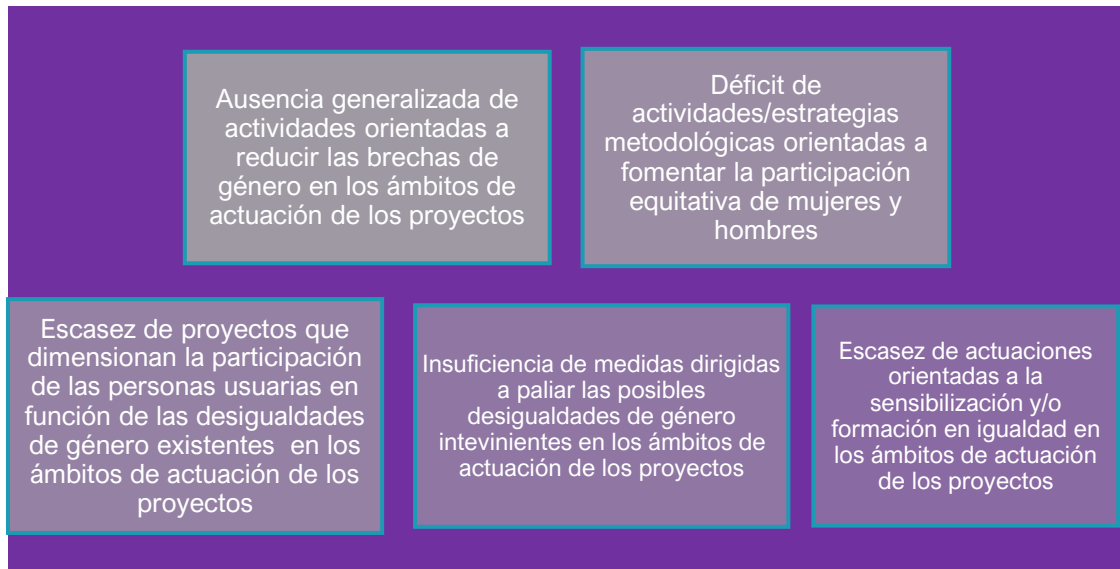 Ausencia generalizada de
actividades orientadas a
reducir las brechas de
género en los ámbitos de
actuación de los proyectos
Déficit de
actividades/estrategias
metodológicas orientadas a
fomentar la participación
equitativa de mujeres y
hombres
Escasez de proyectos que
dimensionan la participación
de las personas usuarias en
función de las desigualdades
de género existentes en los
ámbitos de actuación de los
proyectos
Insuficiencia de medidas dirigidas
a paliar las posibles
desigualdades de género
intevinientes en los ámbitos de
actuación de los proyectos
Escasez de actuaciones
orientadas a la
sensibilización y/o
formación en igualdad en
los ámbitos de actuación
de los proyectos